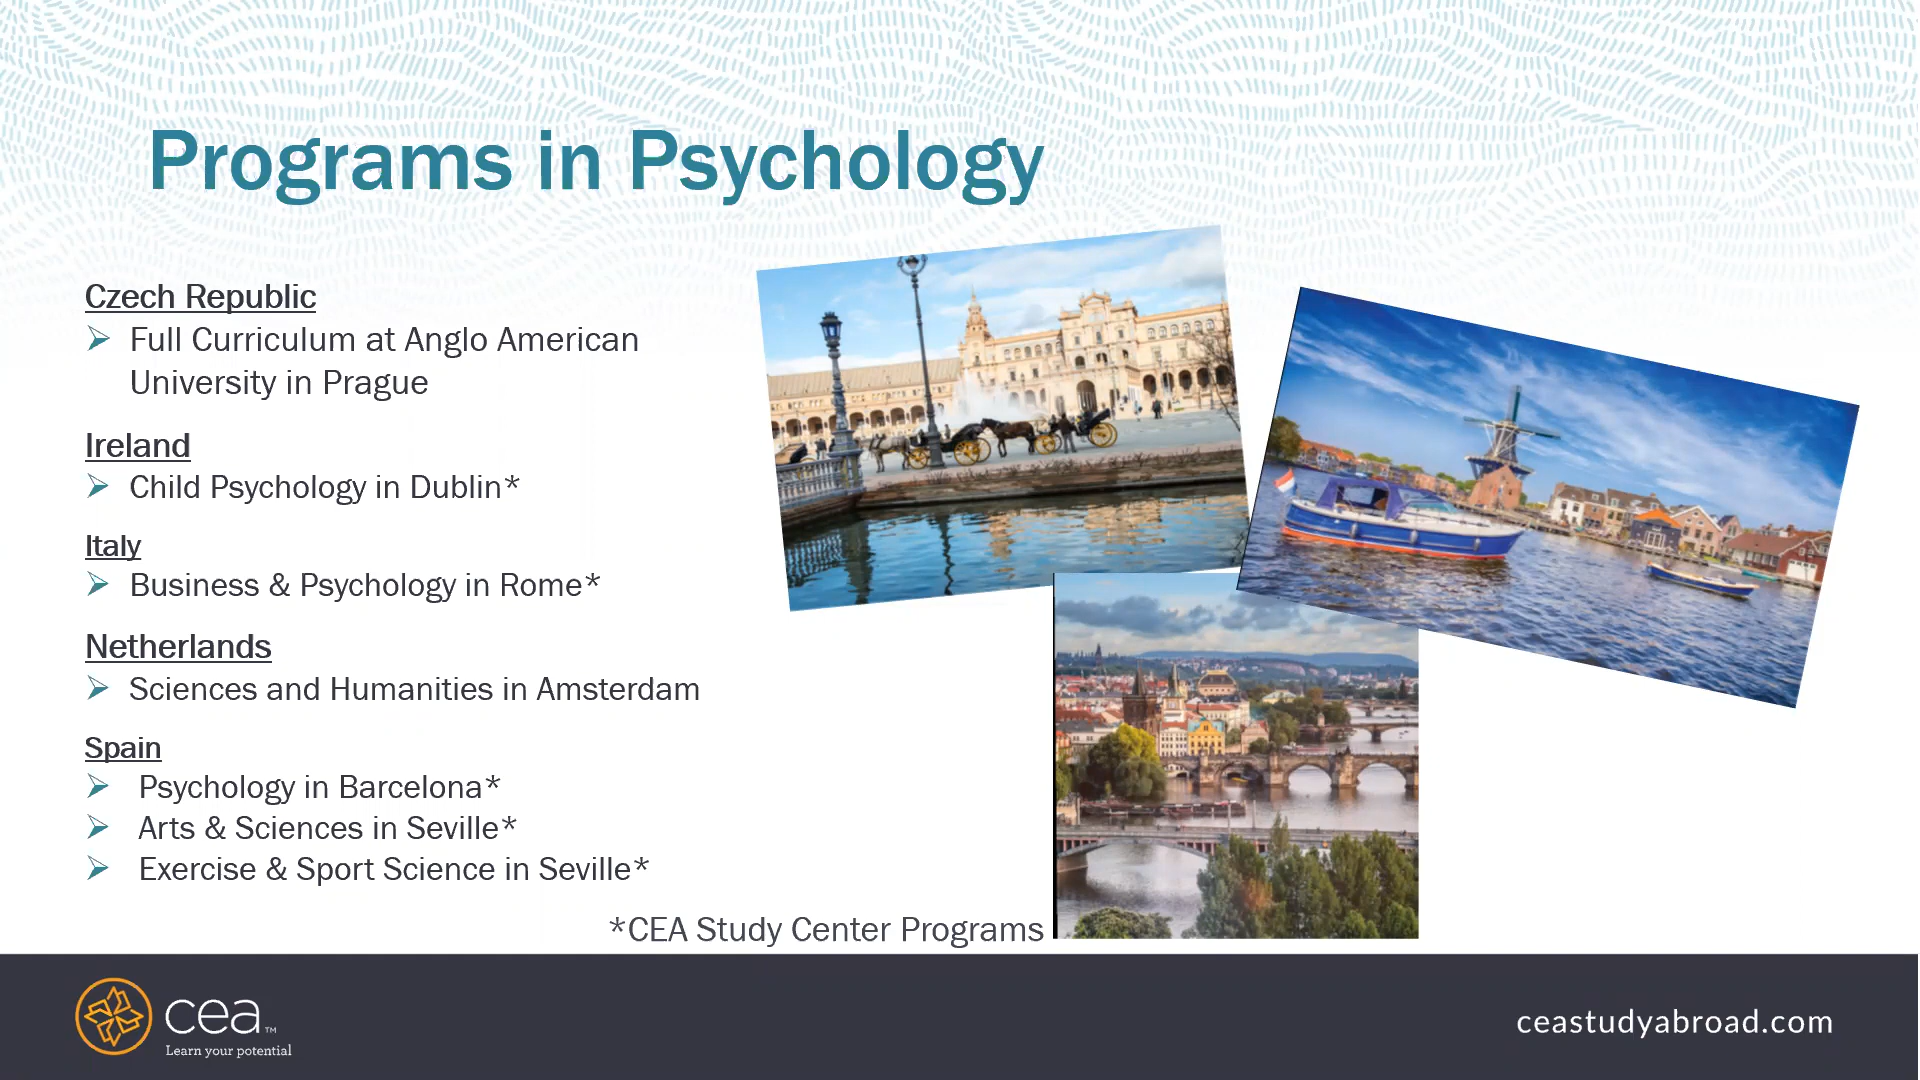 Programs in Psychology
Czech Republic
Full Curriculum at Anglo American
University in Prague
Ireland
Child Psychology in Dublin*
Italy
Business & Psychology in Rome*
Netherlands
Sciences and Humanities in Amsterdam
Spain
Psychology in Barcelona*
Arts & Sciences in Seville*
Exercise & Sport Science in Seville*
*CEA Study Center Programs
cea™
Learn your potential
ceastudyabroad.com